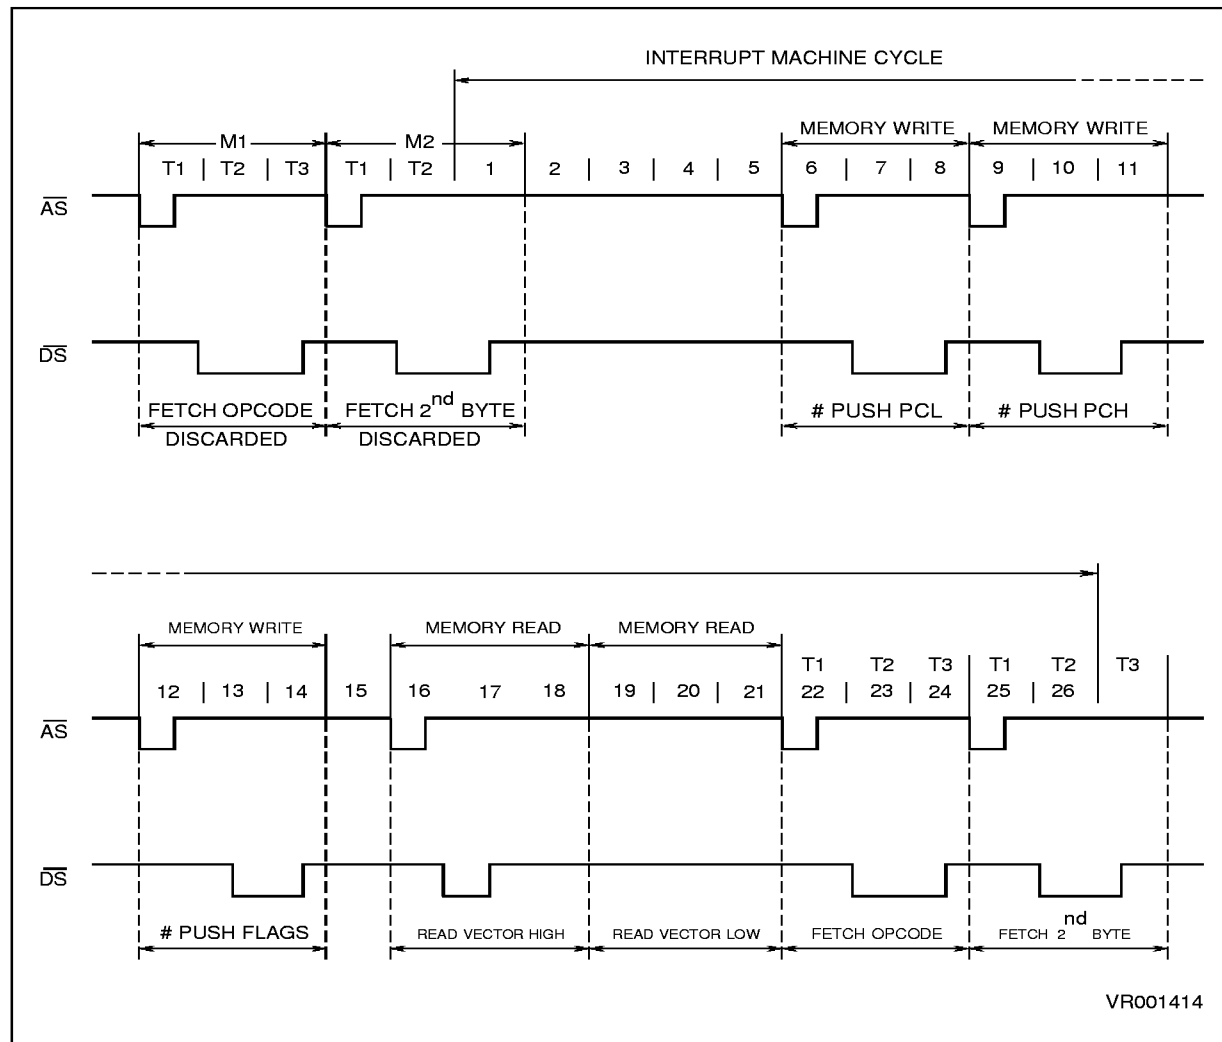 INTERRUPT MACHINE CYCLE
MEMORY WRITE MEMORY WRITE
M1 M2
T1 | T2 | T3 T1 | T2 | 1 2 | 3 | 4 | 5 6 | 7 | 8 9 | 10 | 11
AS
DS
FETCH OPCODE FETCH 2nd BYTE # PUSH PCL # PUSH PCH
DISCARDED DISCARDED
MEMORY WRITE MEMORY READ MEMORY READ
T1 T2 T3 T1 T2 T3
12 | 13 | 14 15 16 17 18 19 | 20 | 21 22 | 23 | 24 25 | 26
AS
DS
# PUSH FLAGS READ VECTOR HIGH READ VECTOR LOW FETCH OPCODE FETCH 2nd BYTE
VR001414